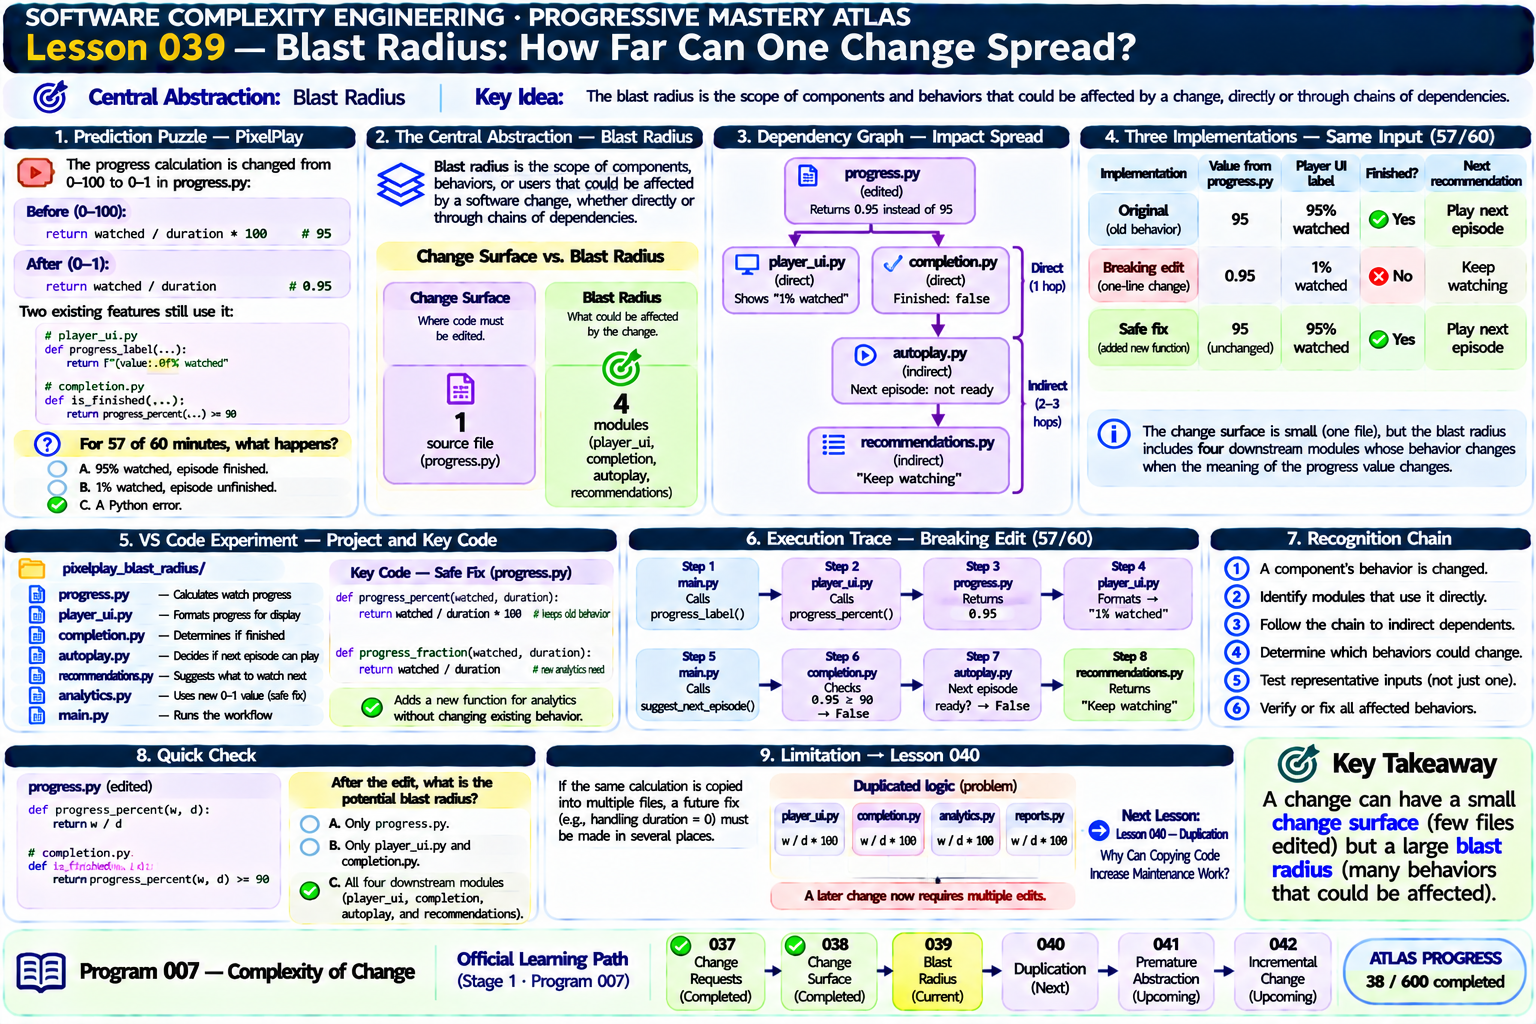 SOFTWARE COMPLEXITY ENGINEERING · PROGRESSIVE MASTERY ATLAS
Lesson 039 — Blast Radius: How Far Can One Change Spread?
Central Abstraction: Blast Radius
Key Idea: The blast radius is the scope of components and behaviors that could be affected by a change, directly or through chains of dependencies.
1. Prediction Puzzle — PixelPlay
The progress calculation is changed from
0–100 to 0–1 in progress.py:
Before (0–100):
return watched / duration * 100 # 95
After (0–1):
return watched / duration # 0.95
Two existing features still use it:
# player_ui.py
def progress_label(...):
return F"(value:.0f% watched"
# completion.py
def is_finished(...):
return progress_percent(...) >= 90
For 57 of 60 minutes, what happens?
A. 95% watched, episode finished.
B. 1% watched, episode unfinished.
C. A Python error.
2. The Central Abstraction — Blast Radius
Blast radius is the scope of components,
behaviors, or users that could be affected
by a software change, whether directly or
through chains of dependencies.
Change Surface vs. Blast Radius
Change Surface
Where code must
be edited.
1
source file
(progress.py)
Blast Radius
What could be affected
by the change.
4
modules
(player_ui,
completion,
autoplay,
recommendations)
3. Dependency Graph — Impact Spread
progress.py
(edited)
Returns 0.95 instead of 95
player_ui.py
(direct)
Shows "1% watched"
completion.py
(direct)
Finished: false
Direct
(1 hop)
autoplay.py
(indirect)
Next episode: not ready
Indirect
(2–3
hops)
recommendations.py
(indirect)
"Keep watching"
4. Three Implementations — Same Input (57/60)
Implementation
Value from
progress.py
Player UI
label
Finished?
Next
recommendation
Original
(old behavior)
95
95%
watched
Yes
Play next
episode
Breaking edit
(one-line change)
0.95
1%
watched
No
Keep
watching
Safe fix
(added new function)
95
(unchanged)
95%
watched
Yes
Play next
episode
The change surface is small (one file), but the blast radius
includes four downstream modules whose behavior changes
when the meaning of the progress value changes.
5. VS Code Experiment — Project and Key Code
pixelplay_blast_radius/
progress.py — Calculates watch progress
player_ui.py — Formats progress for display
completion.py — Determines if finished
autoplay.py — Decides if next episode can play
recommendations.py — Suggests what to watch next
analytics.py — Uses new 0–1 value (safe fix)
main.py — Runs the workflow
Key Code — Safe Fix (progress.py)
def progress_percent(watched, duration):
return watched / duration * 100 # keeps old behavior
def progress_fraction(watched, duration):
return watched / duration # new analytics need
Adds a new function for analytics
without changing existing behavior.
6. Execution Trace — Breaking Edit (57/60)
Step 1
main.py
Calls
progress_label()
Step 2
player_ui.py
Calls
progress_percent()
Step 3
progress.py
Returns
0.95
Step 4
player_ui.py
Formats →
"1% watched"
Step 5
main.py
Calls
suggest_next_episode()
Step 6
completion.py
Checks
0.95 ≥ 90
→ False
Step 7
autoplay.py
Next episode
ready? → False
Step 8
recommendations.py
Returns
"Keep watching"
7. Recognition Chain
1 A component's behavior is changed.
2 Identify modules that use it directly.
3 Follow the chain to indirect dependents.
4 Determine which behaviors could change.
5 Test representative inputs (not just one).
6 Verify or fix all affected behaviors.
8. Quick Check
progress.py (edited)
def progress_percent(w, d):
return w / d
# completion.py
def
return progress_percent(w, d) >= 90
After the edit, what is the
potential blast radius?
A. Only progress.py.
B. Only player_ui.py and
completion.py.
C. All four downstream modules
(player_ui, completion,
autoplay, and recommendations).
9. Limitation → Lesson 040
If the same calculation is copied
into multiple files, a future fix
(e.g., handling duration = 0) must
be made in several places.
Duplicated logic (problem)
player_ui.py
w / d * 100
completion.py
w / d * 100
analytics.py
w / d * 100
reports.py
w / d * 100
A later change now requires multiple edits.
Next Lesson:
Lesson 040 — Duplication
Why Can Copying Code
Increase Maintenance Work?
Key Takeaway
A change can have a small
change surface (few files
edited) but a large blast
radius (many behaviors
that could be affected).
Program 007 — Complexity of Change
Official Learning Path
(Stage 1 · Program 007)
037
Change
Requests
(Completed)
038
Change
Surface
(Completed)
039
Blast
Radius
(Current)
040
Duplication
(Next)
041
Premature
Abstraction
(Upcoming)
042
Incremental
Change
(Upcoming)
ATLAS PROGRESS
38 / 600 completed